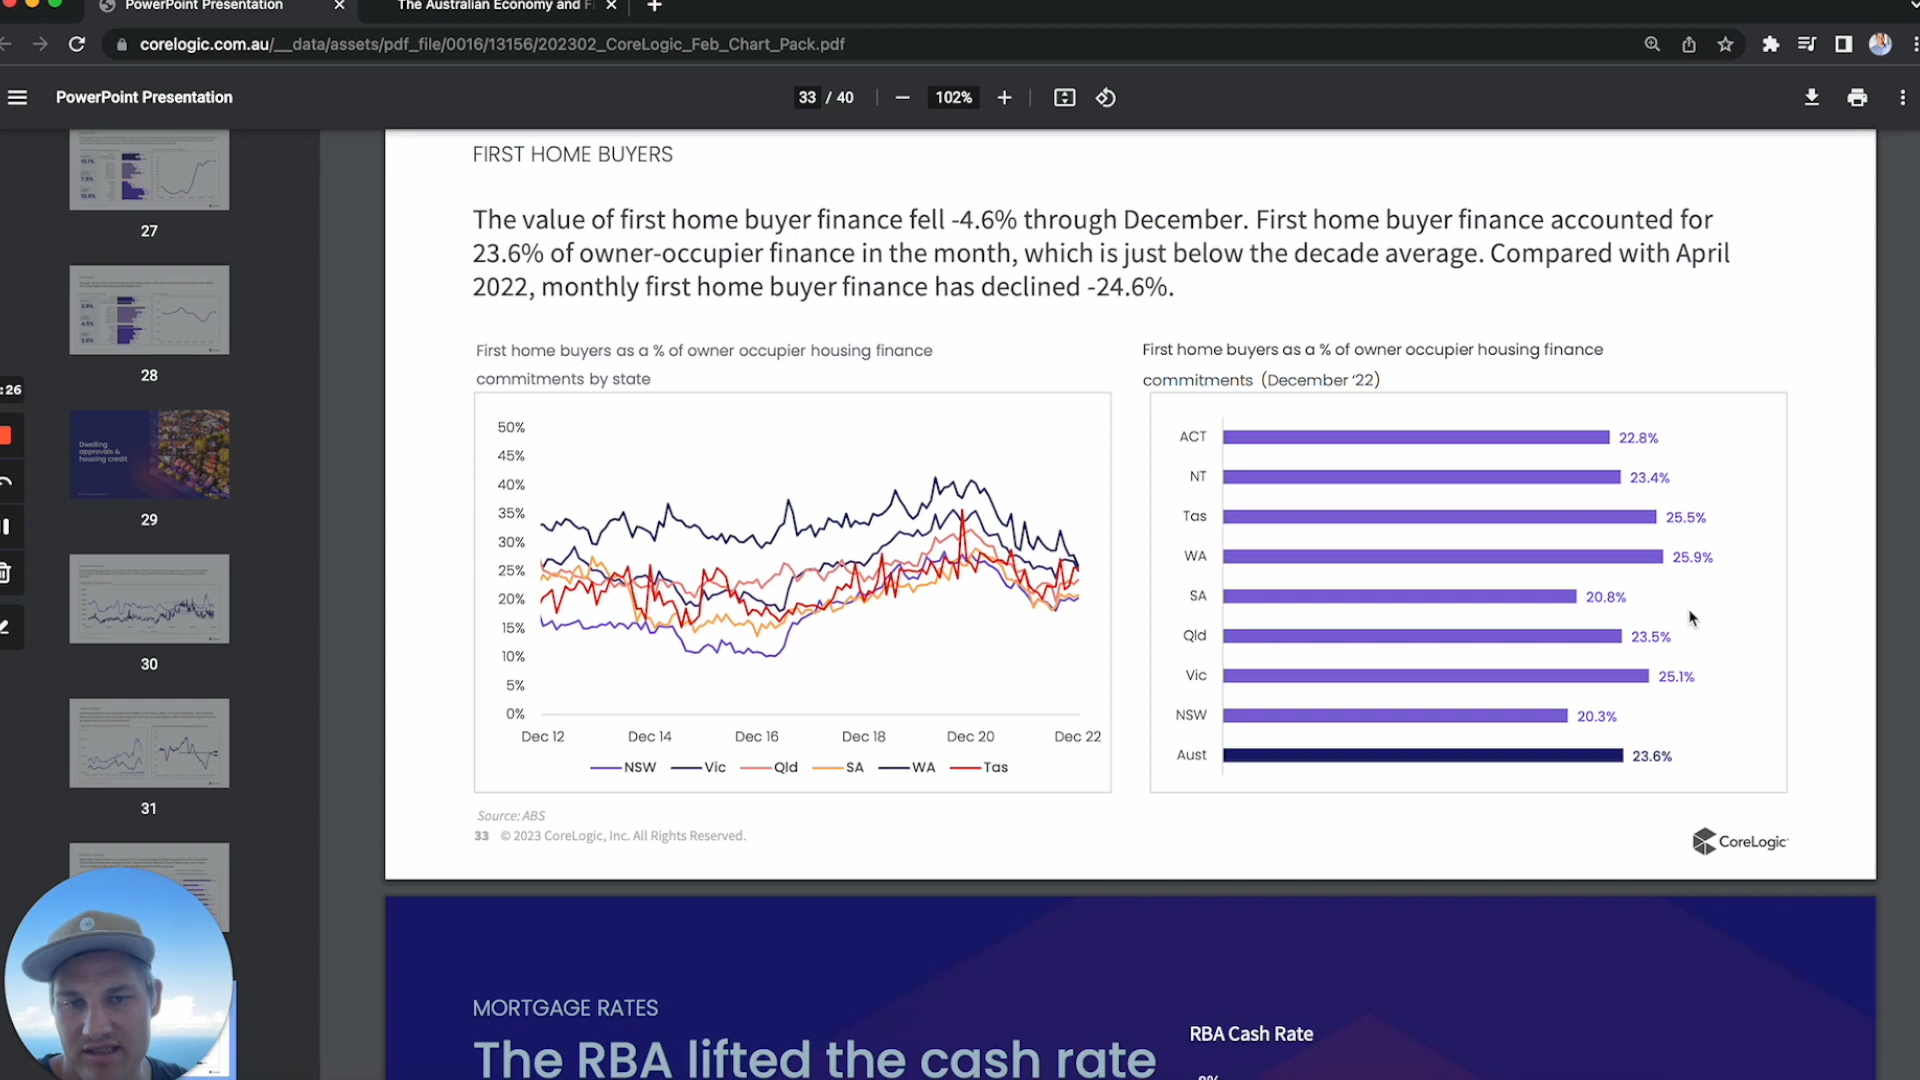 PowerPoint Presentation
The Australian Economy and F
corelogic.com.au/__data/assets/pdf_file/0016/13156/202302_CoreLogic_Feb_Chart_Pack.pdf
PowerPoint Presentation
33 / 40
102%
27
28
:26
Dwelling
approvals &
housing credit
29
30
31
FIRST HOME BUYERS
The value of first home buyer finance fell -4.6% through December. First home buyer finance accounted for
23.6% of owner-occupier finance in the month, which is just below the decade average. Compared with April
2022, monthly first home buyer finance has declined -24.6%.
First home buyers as a % of owner occupier housing finance
commitments by state
50%
45%
40%
35%
30%
25%
20%
15%
10%
5%
0%
Dec 12 Dec 14 Dec 16 Dec 18 Dec 20 Dec 22
NSW Vic Qld SA WA Tas
First home buyers as a % of owner occupier housing finance
commitments (December '22)
ACT 22.8%
NT 23.4%
Tas 25.5%
WA 25.9%
SA 20.8%
Qld 23.5%
Vic 25.1%
NSW 20.3%
Aust 23.6%
Source: ABS
33 © 2023 CoreLogic, Inc. All Rights Reserved.
CoreLogic
MORTGAGE RATES
The RBA lifted the cash rate
RBA Cash Rate